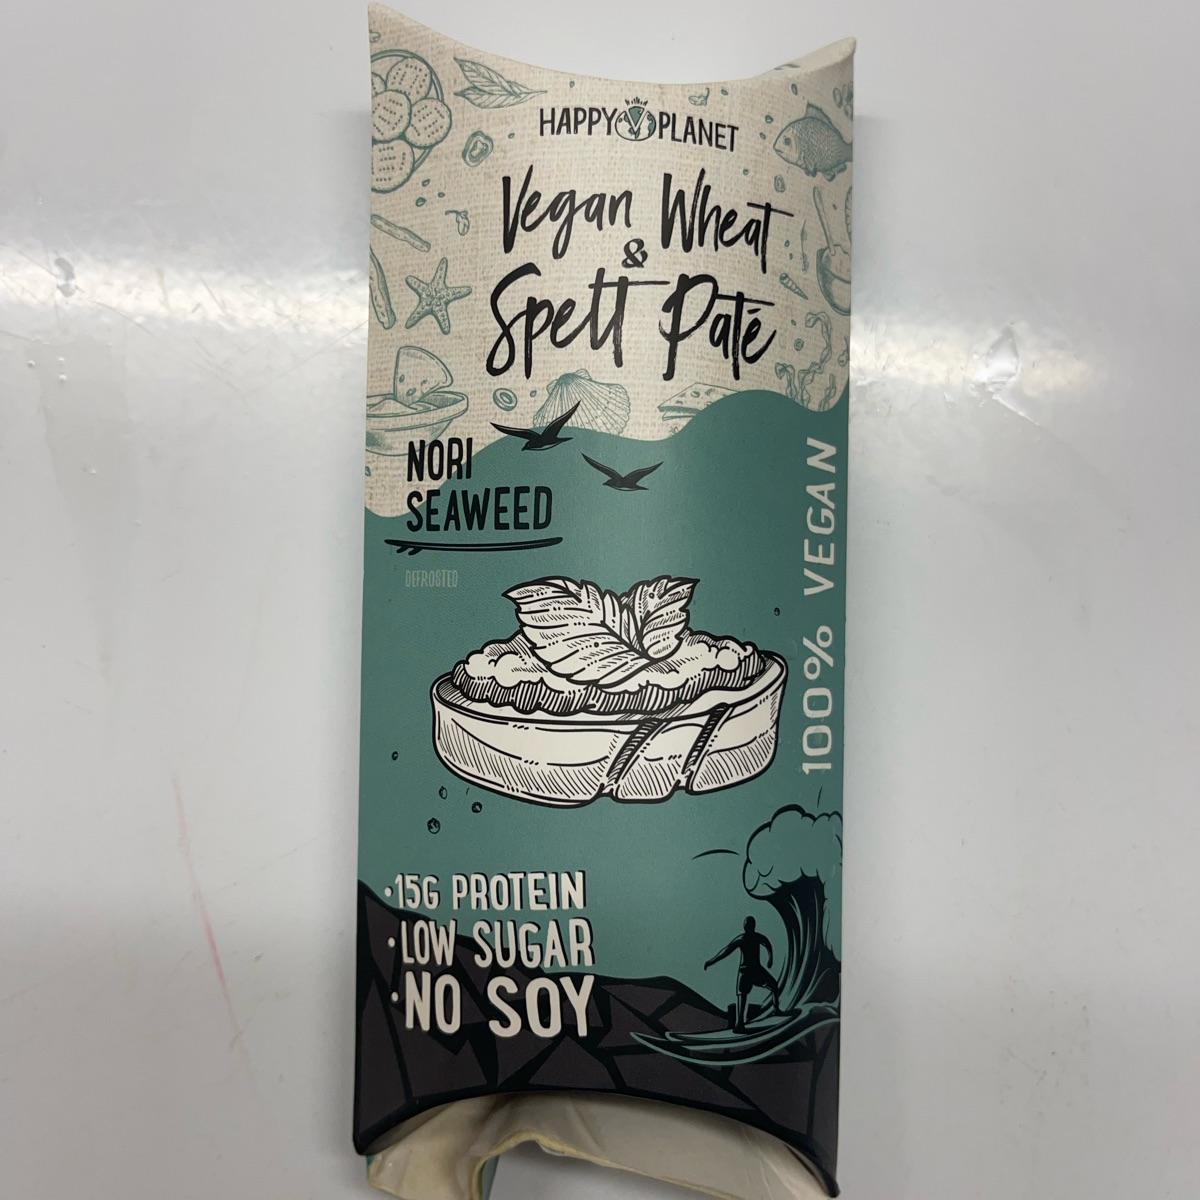 HAPPY PLANET
Vegan Wheat
&
Spelt Paté
NORI
SEAWEED
DEFROSTED
100% VEGAN
·15G PROTEIN
·LOW SUGAR
·NO SOY